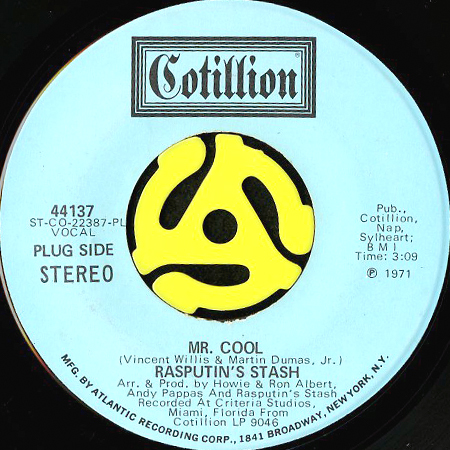 Cotillion®
44137
ST-CO-22387-PL
VOCAL
PLUG SIDE
STEREO
Pub.,
Cotillion,
Nap,
Sylheart;
BMI
Time: 3:09
℗ 1971
MR. COOL
(Vincent Willis & Martin Dumas, Jr.)
RASPUTIN'S STASH
Arr. & Prod. by Howie & Ron Albert,
Andy Pappas and Rasputin's Stash
Recorded At Criteria Studios,
Miami, Florida From
Cotillion LP 9046
MFG. BY ATLANTIC RECORDING CORP., 1841 BROADWAY, NEW YORK, N.Y.